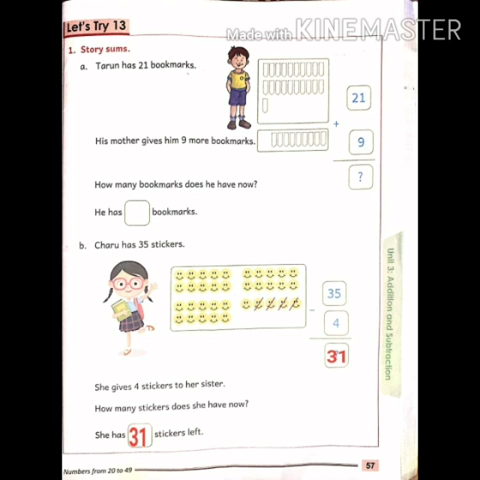 Made with KINEMASTER
Let's Try 13
1. Story sums.
a. Tarun has 21 bookmarks.
21
+
His mother gives him 9 more bookmarks.
9
?
How many bookmarks does he have now?
He has bookmarks.
b. Charu has 35 stickers.
35
-
4
31
She gives 4 stickers to her sister.
How many stickers does she have now?
She has 31 stickers left.
Unit 3: Addition and Subtraction
Numbers from 20 to 49
57